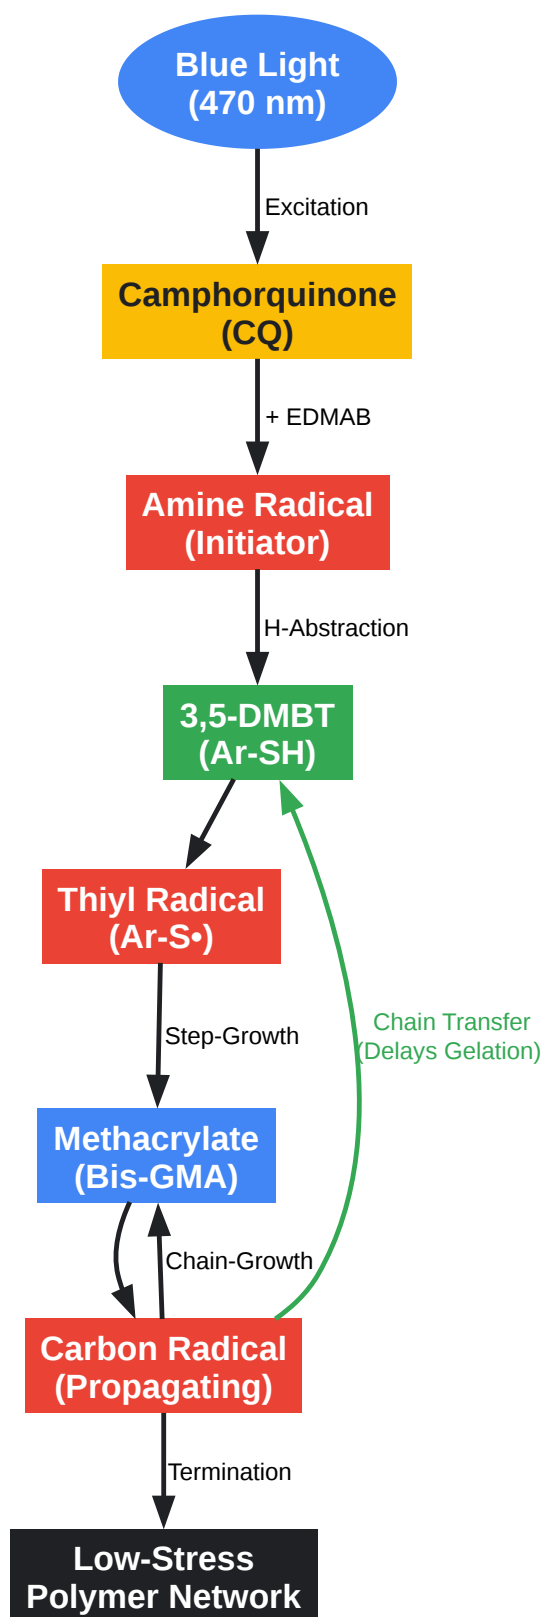 Blue Light
(470 nm)
Excitation
Camphorquinone
(CQ)
+ EDMAB
Amine Radical
(Initiator)
H-Abstraction
3,5-DMBT
(Ar-SH)
Thiyl Radical
(Ar-S•)
Chain Transfer
(Delays Gelation)
Step-Growth
Methacrylate
(Bis-GMA)
Chain-Growth
Carbon Radical
(Propagating)
Termination
Low-Stress
Polymer Network